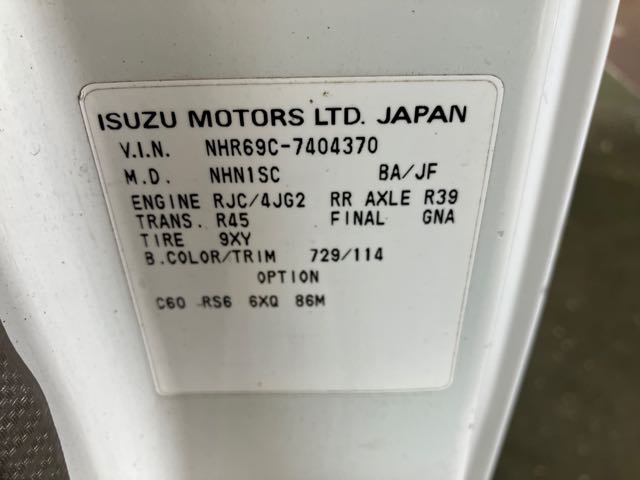 ISUZU MOTORS LTD. JAPAN
V.I.N. NHR69C-7404370
M.D. NHN1SC BA/JF
ENGINE RJC/4JG2 RR AXLE R39
TRANS. R45 FINAL GNA
TIRE 9XY
B.COLOR/TRIM 729/114
OPTION
C60 RS6 6XQ 86M